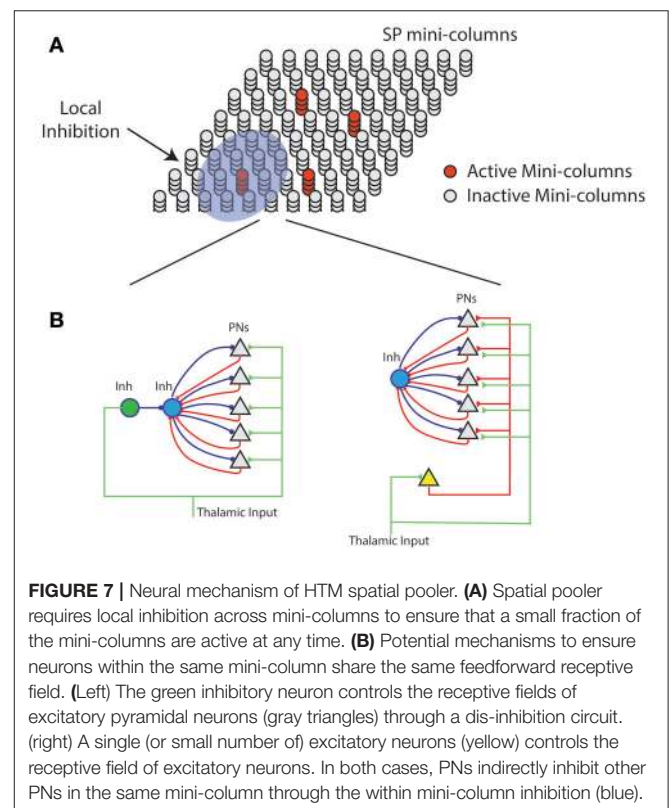 A
SP mini-columns
Local
Inhibition
Active Mini-columns
Inactive Mini-columns
B
PNs
Inh
Inh
Thalamic Input
PNs
Inh
Thalamic Input
FIGURE 7 | Neural mechanism of HTM spatial pooler. (A) Spatial pooler
requires local inhibition across mini-columns to ensure that a small fraction of
the mini-columns are active at any time. (B) Potential mechanisms to ensure
neurons within the same mini-column share the same feedforward receptive
field. (Left) The green inhibitory neuron controls the receptive fields of
excitatory pyramidal neurons (gray triangles) through a dis-inhibition circuit.
(right) A single (or small number of) excitatory neurons (yellow) controls the
receptive field of excitatory neurons. In both cases, PNs indirectly inhibit other
PNs in the same mini-column through the within mini-column inhibition (blue).